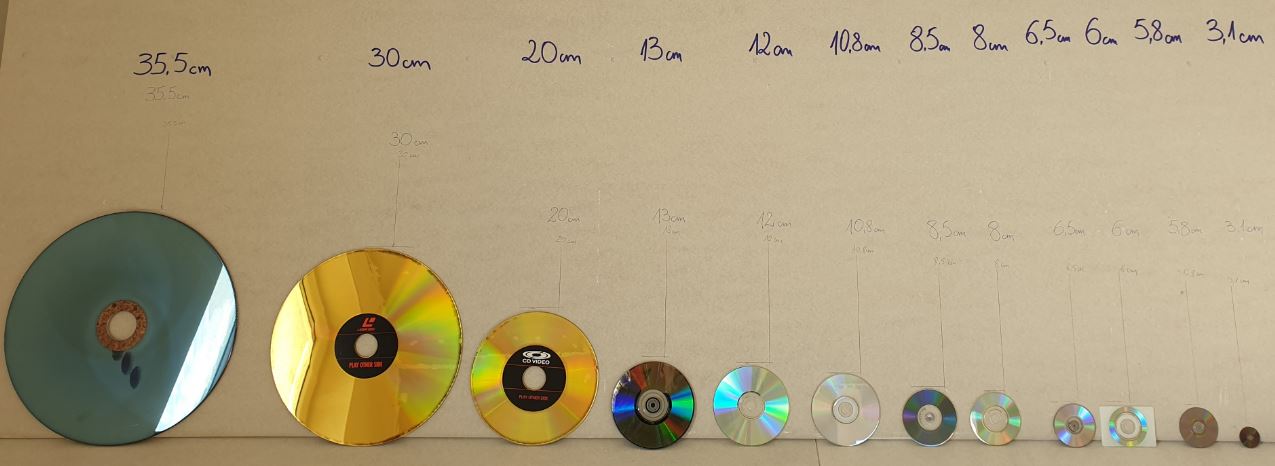 35,5cm 30cm 20cm 13cm 12cm 10,8cm 8,5cm 8cm 6,5cm 6cm 5,8cm 3,1cm
35,5cm
30cm
20cm 13cm 12cm 10,8cm 8,5cm 8cm 6,5cm 6cm 5,8cm 3,1cm
LASER DISC
PLAY OTHER SIDE
CD VIDEO
PLAY OTHER SIDE